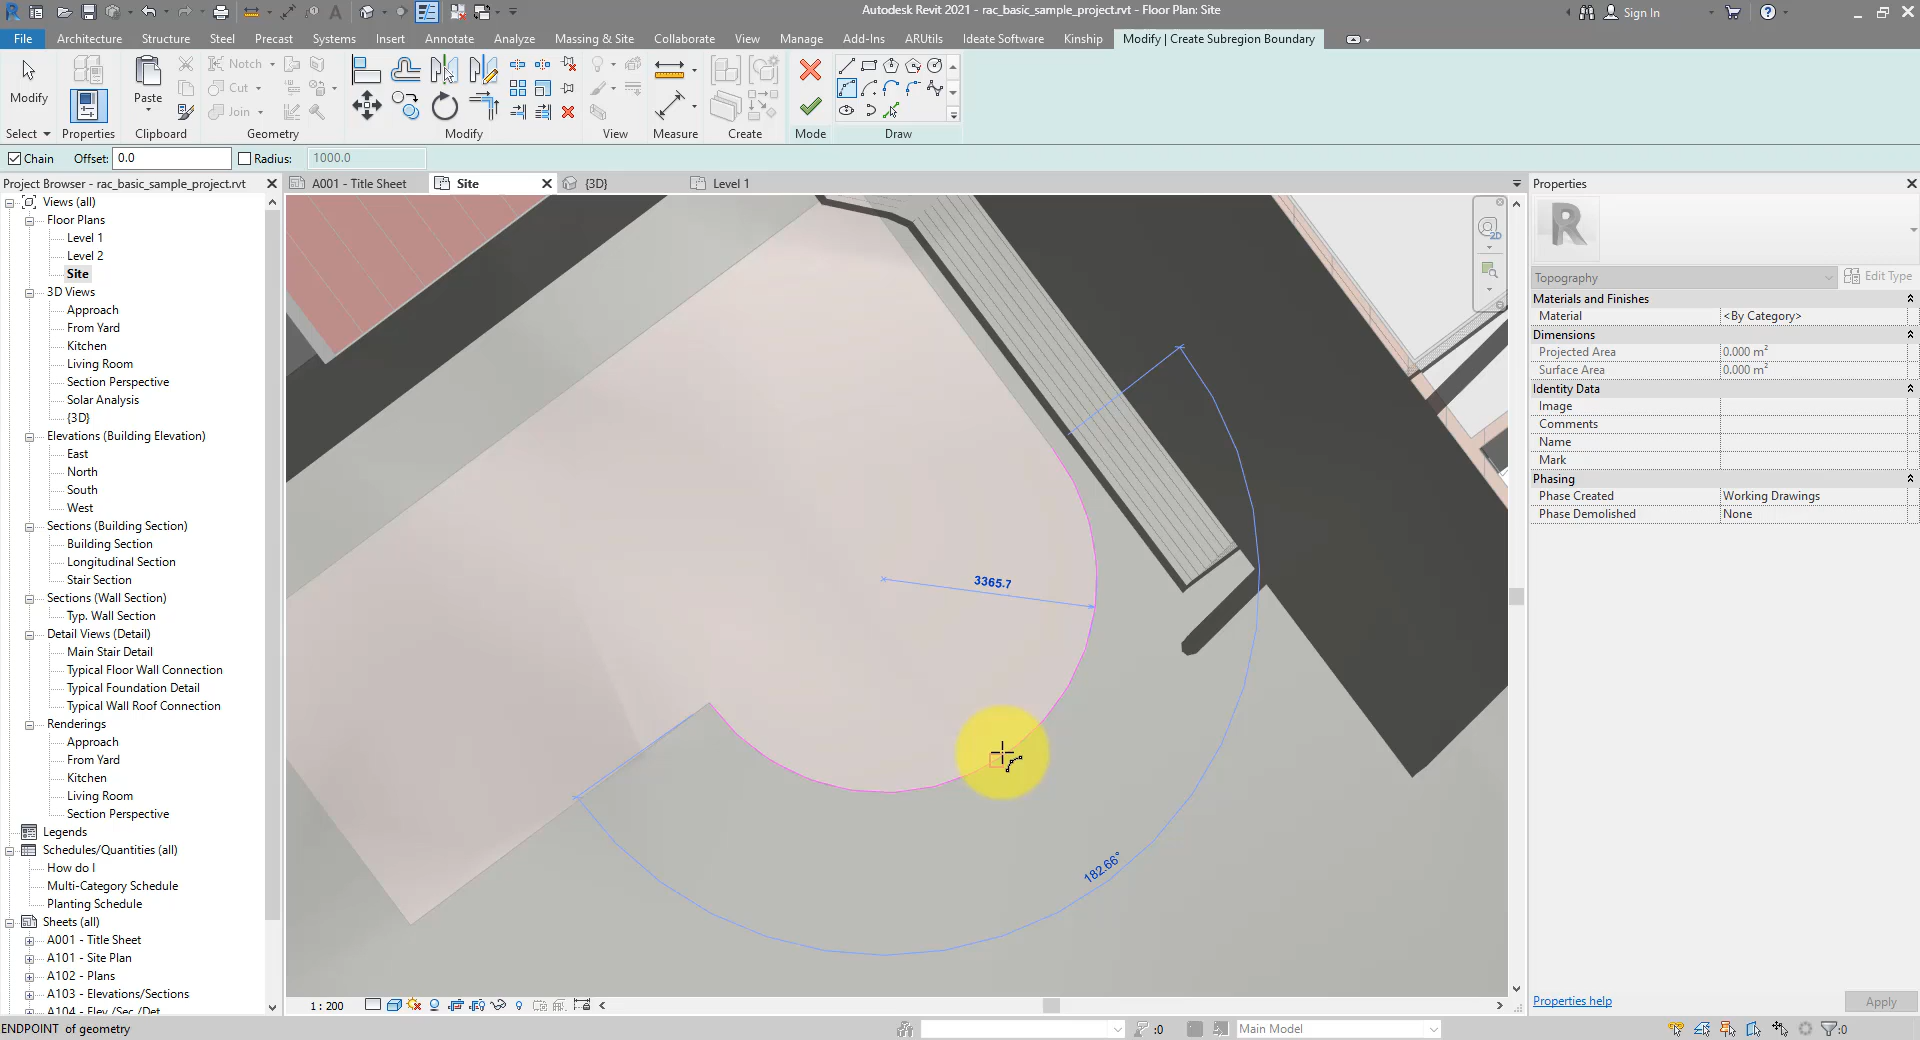 Autodesk Revit 2021 - rac_basic_sample_project.rvt - Floor Plan: Site
Sign In
File
Architecture
Structure
Steel
Precast
Systems
Insert
Annotate
Analyze
Massing & Site
Collaborate
View
Manage
Add-Ins
ARUtils
Ideate Software
Kinship
Modify | Create Subregion Boundary
Modify
Paste
Notch
Cut
Join
Select
Properties
Clipboard
Geometry
Modify
View
Measure
Create
Mode
Draw
Chain
Offset:
0.0
Radius:
1000.0
Project Browser - rac_basic_sample_project.rvt
A001 - Title Sheet
Site
{3D}
Level 1
Properties
Views (all)
Floor Plans
Level 1
Level 2
Site
3D Views
Approach
From Yard
Kitchen
Living Room
Section Perspective
Solar Analysis
{3D}
Elevations (Building Elevation)
East
North
South
West
Sections (Building Section)
Building Section
Longitudinal Section
Stair Section
Sections (Wall Section)
Typ. Wall Section
Detail Views (Detail)
Main Stair Detail
Typical Floor Wall Connection
Typical Foundation Detail
Typical Wall Roof Connection
Renderings
Approach
From Yard
Kitchen
Living Room
Section Perspective
Legends
Schedules/Quantities (all)
How do I
Multi-Category Schedule
Planting Schedule
Sheets (all)
A001 - Title Sheet
A101 - Site Plan
A102 - Plans
A103 - Elevations/Sections
A104 - Elev./Sec./Det.
2D
3365.7
182.66°
R
Topography
Edit Type
Materials and Finishes
Material
<By Category>
Dimensions
Projected Area
0.000 m²
Surface Area
0.000 m²
Identity Data
Image
Comments
Name
Mark
Phasing
Phase Created
Working Drawings
Phase Demolished
None
Properties help
Apply
1 : 200
ENDPOINT of geometry
:0
Main Model
:0